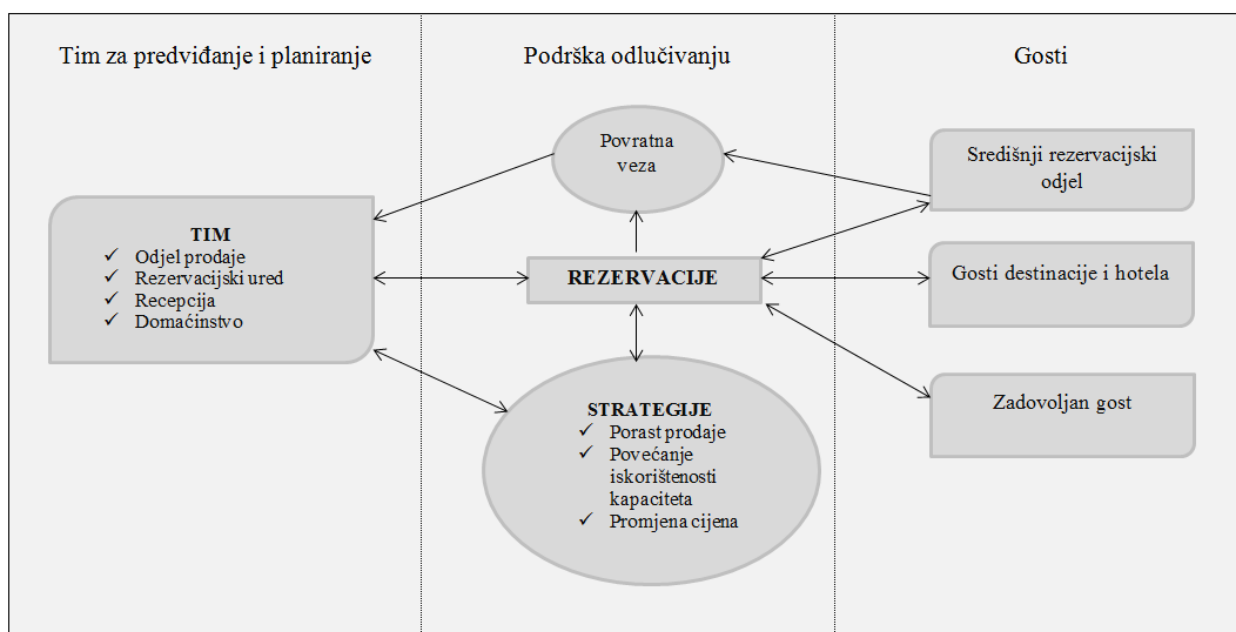 Tim za predviđanje i planiranje
TIM
✓ Odjel prodaje
✓ Rezervacijski ured
✓ Recepcija
✓ Domaćinstvo
Podrška odlučivanju
Povratna
veza
REZERVACIJE
STRATEGIJE
✓ Porast prodaje
✓ Povećanje
iskorištenosti
kapaciteta
✓ Promjena cijena
Gosti
Središnji rezervacijski
odjel
Gosti destinacije i hotela
Zadovoljan gost